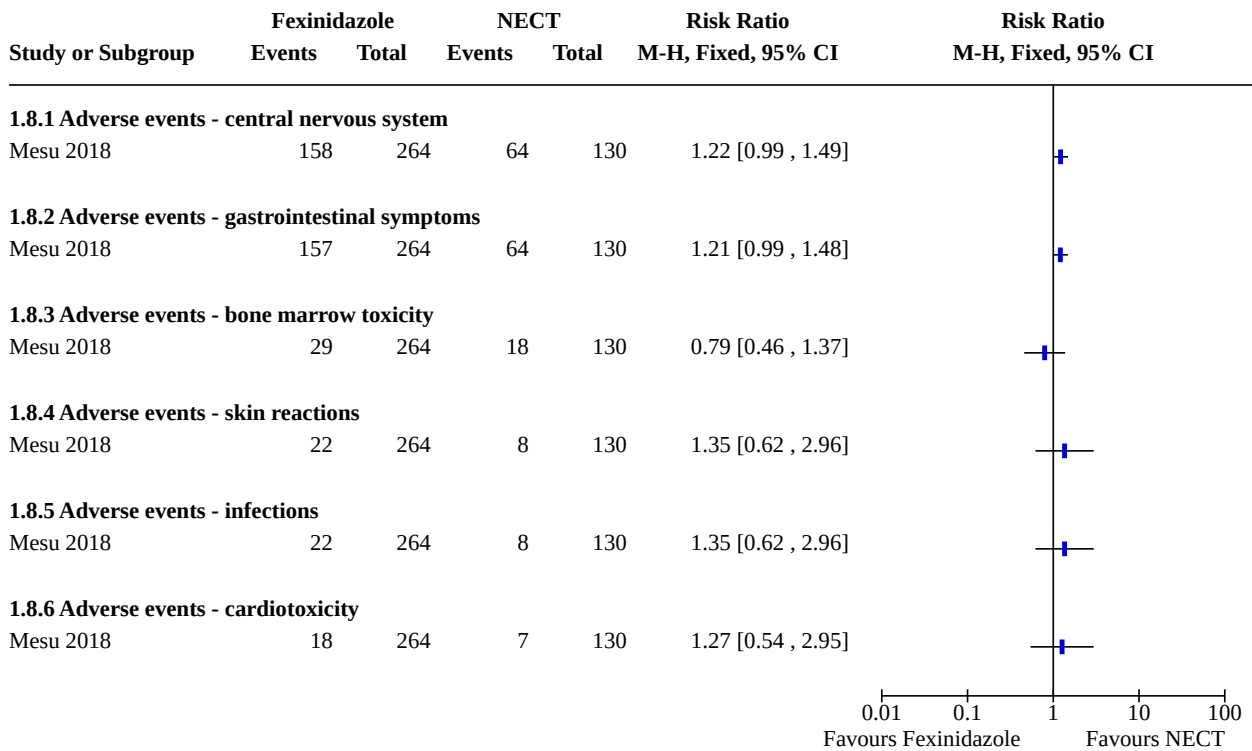 Fexinidazole NECT Risk Ratio Risk Ratio
Study or Subgroup Events Total Events Total M-H, Fixed, 95% CI M-H, Fixed, 95% CI
1.8.1 Adverse events - central nervous system
Mesu 2018 158 264 64 130 1.22 [0.99 , 1.49]
1.8.2 Adverse events - gastrointestinal symptoms
Mesu 2018 157 264 64 130 1.21 [0.99 , 1.48]
1.8.3 Adverse events - bone marrow toxicity
Mesu 2018 29 264 18 130 0.79 [0.46 , 1.37]
1.8.4 Adverse events - skin reactions
Mesu 2018 22 264 8 130 1.35 [0.62 , 2.96]
1.8.5 Adverse events - infections
Mesu 2018 22 264 8 130 1.35 [0.62 , 2.96]
1.8.6 Adverse events - cardiotoxicity
Mesu 2018 18 264 7 130 1.27 [0.54 , 2.95]
0.01 0.1 1 10 100
Favours Fexinidazole Favours NECT